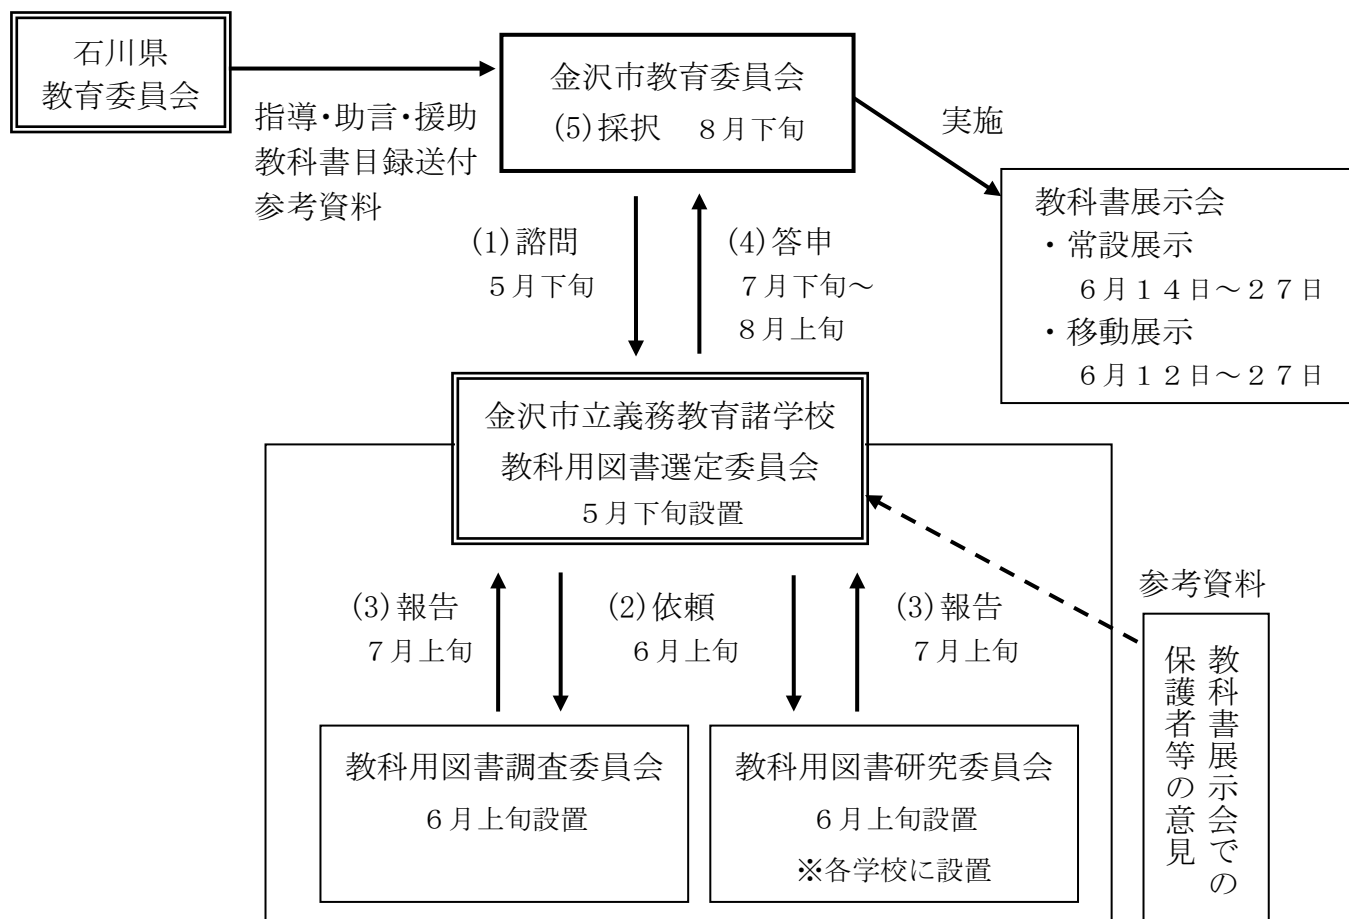 石川県
教育委員会
指導・助言・援助
教科書目録送付
参考資料
金沢市教育委員会
(5)採択　８月下旬
実施
教科書展示会
・常設展示
６月１４日～２７日
・移動展示
６月１２日～２７日
(1)諮問
５月下旬
(4)答申
７月下旬～
８月上旬
金沢市立義務教育諸学校
教科用図書選定委員会
５月下旬設置
(3)報告
７月上旬
(2)依頼
６月上旬
(3)報告
７月上旬
教科用図書調査委員会
６月上旬設置
教科用図書研究委員会
６月上旬設置
※各学校に設置
参考資料
教科書展示会での
保護者等の意見